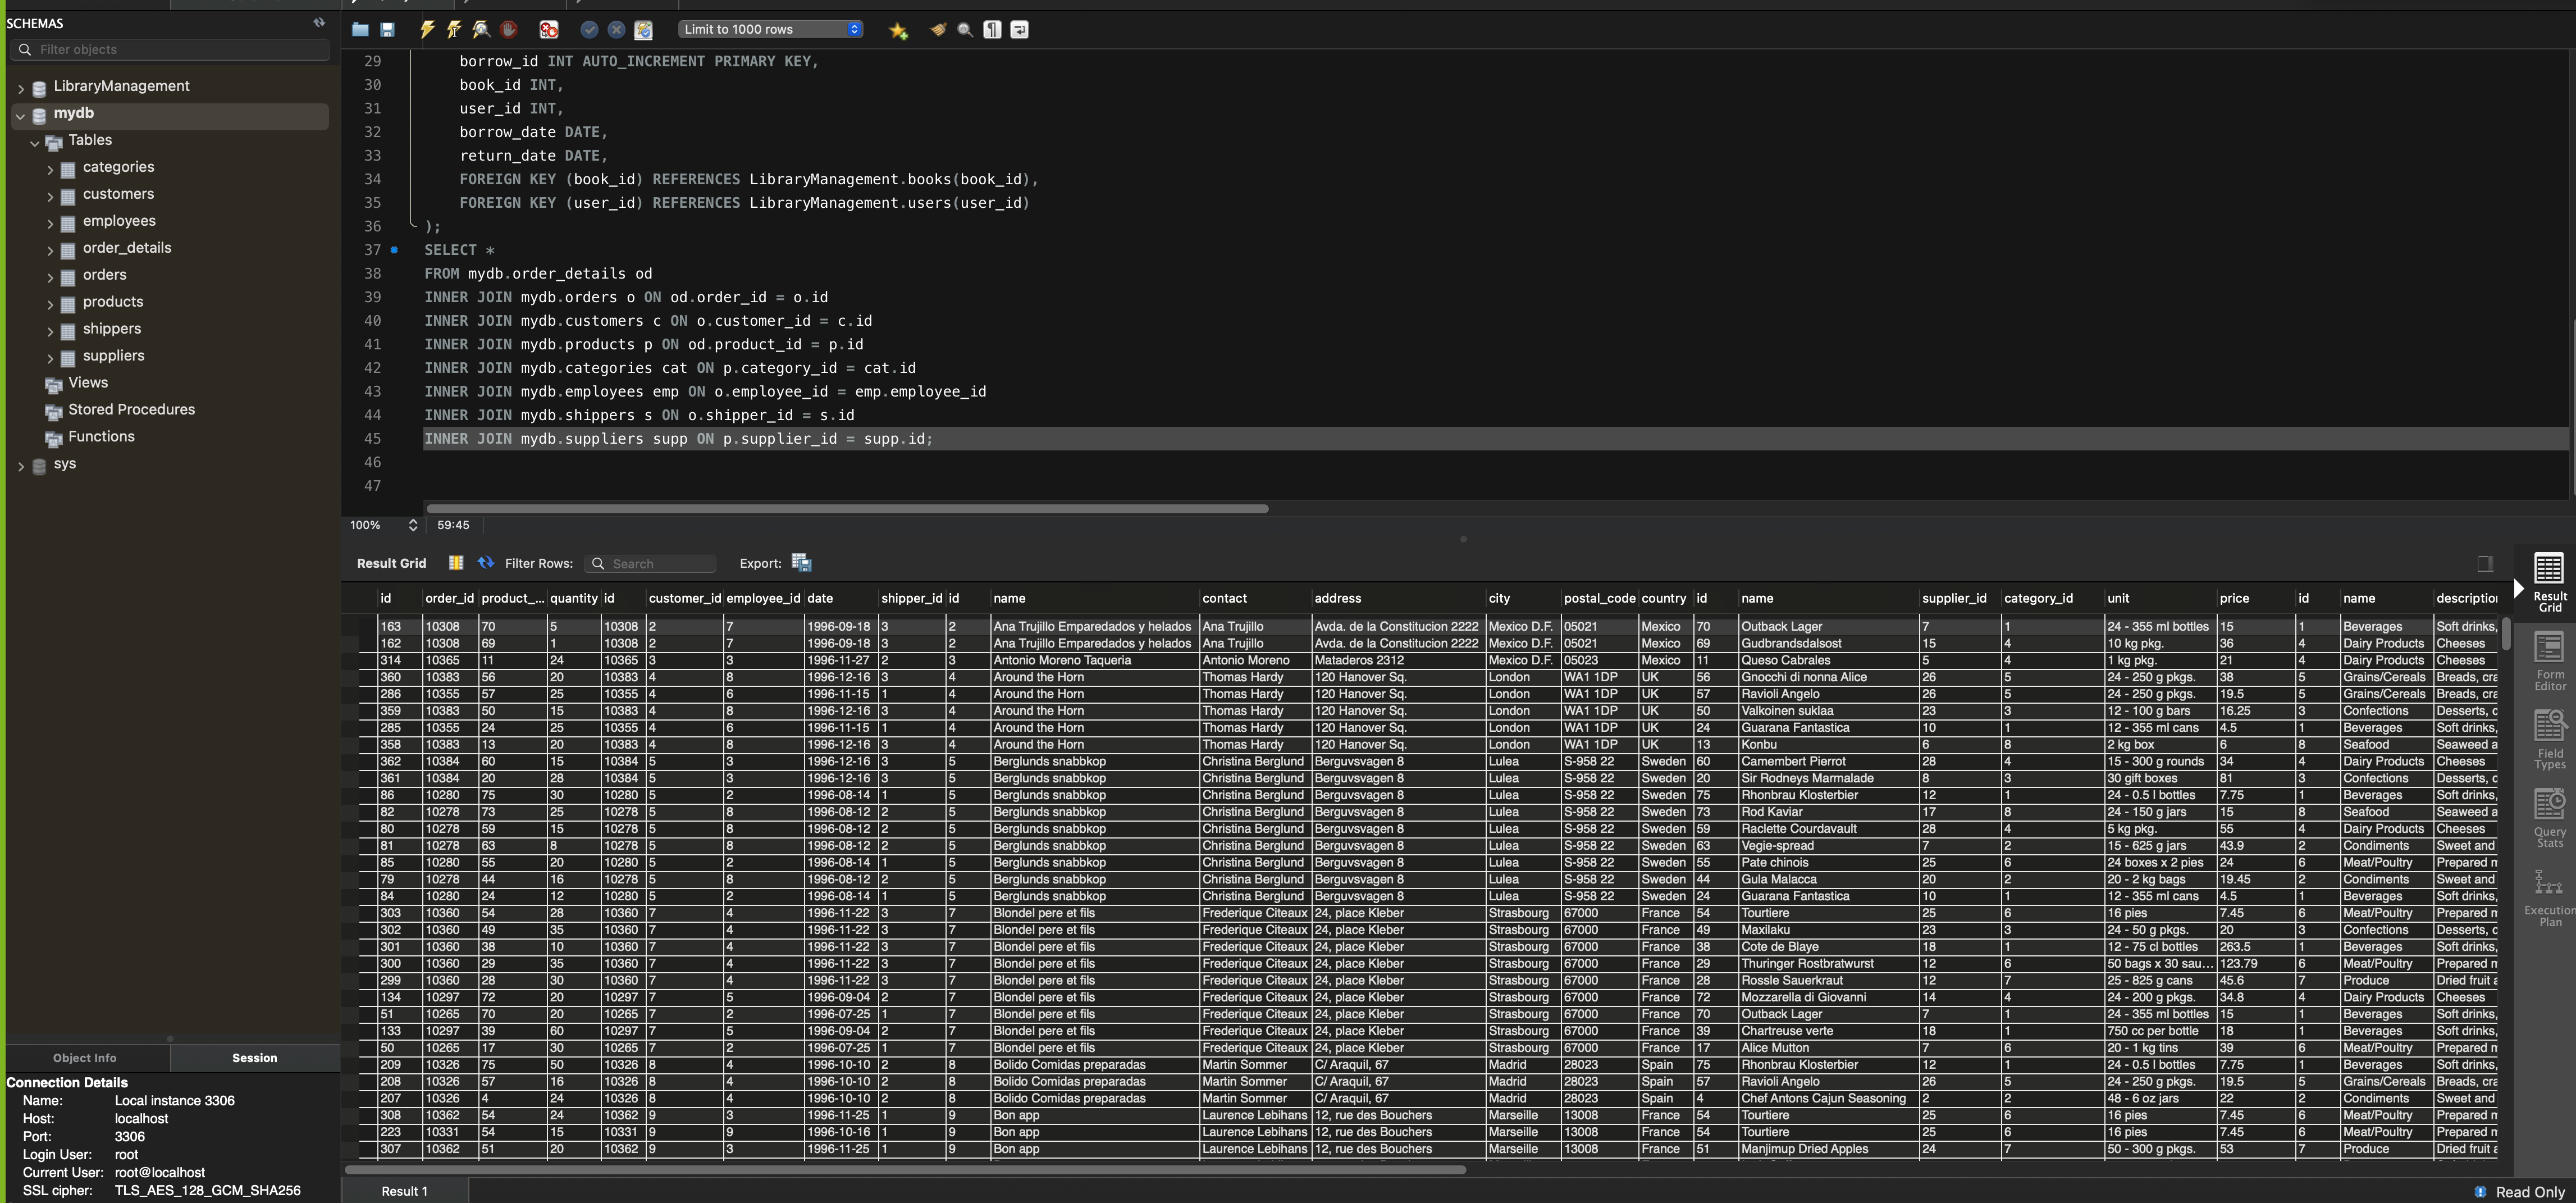 SCHEMAS
Filter objects
LibraryManagement
mydb
Tables
categories
customers
employees
order_details
orders
products
shippers
suppliers
Views
Stored Procedures
Functions
sys
Object Info Session
Connection Details
Name: Local instance 3306
Host: localhost
Port: 3306
Login User: root
Current User: root@localhost
SSL cipher: TLS_AES_128_GCM_SHA256
Limit to 1000 rows
29 borrow_id INT AUTO_INCREMENT PRIMARY KEY,
30 book_id INT,
31 user_id INT,
32 borrow_date DATE,
33 return_date DATE,
34 FOREIGN KEY (book_id) REFERENCES LibraryManagement.books(book_id),
35 FOREIGN KEY (user_id) REFERENCES LibraryManagement.users(user_id)
36 );
37 SELECT *
38 FROM mydb.order_details od
39 INNER JOIN mydb.orders o ON od.order_id = o.id
40 INNER JOIN mydb.customers c ON o.customer_id = c.id
41 INNER JOIN mydb.products p ON od.product_id = p.id
42 INNER JOIN mydb.categories cat ON p.category_id = cat.id
43 INNER JOIN mydb.employees emp ON o.employee_id = emp.employee_id
44 INNER JOIN mydb.shippers s ON o.shipper_id = s.id
45 INNER JOIN mydb.suppliers supp ON p.supplier_id = supp.id;
46
47
100% 59:45
Result Grid Filter Rows: Search Export:
id order_id product_... quantity id customer_id employee_id date shipper_id id name contact address city postal_code country id name supplier_id category_id unit price id name description
163 10308 70 5 10308 2 7 1996-09-18 3 2 Ana Trujillo Emparedados y helados Ana Trujillo Avda. de la Constitucion 2222 Mexico D.F. 05021 Mexico 70 Outback Lager 7 1 24 - 355 ml bottles 15 1 Beverages Soft drinks,
162 10308 69 1 10308 2 7 1996-09-18 3 2 Ana Trujillo Emparedados y helados Ana Trujillo Avda. de la Constitucion 2222 Mexico D.F. 05021 Mexico 69 Gudbrandsdalsost 15 4 10 kg pkg. 36 4 Dairy Products Cheeses
314 10365 11 24 10365 3 3 1996-11-27 2 3 Antonio Moreno Taqueria Antonio Moreno Mataderos 2312 Mexico D.F. 05023 Mexico 11 Queso Cabrales 5 4 1 kg pkg. 21 4 Dairy Products Cheeses
360 10383 56 20 10383 4 8 1996-12-16 3 4 Around the Horn Thomas Hardy 120 Hanover Sq. London WA1 1DP UK 56 Gnocchi di nonna Alice 26 5 24 - 250 g pkgs. 38 5 Grains/Cereals Breads, cra
286 10355 57 25 10355 4 6 1996-11-15 1 4 Around the Horn Thomas Hardy 120 Hanover Sq. London WA1 1DP UK 57 Ravioli Angelo 26 5 24 - 250 g pkgs. 19.5 5 Grains/Cereals Breads, cra
359 10383 50 15 10383 4 8 1996-12-16 3 4 Around the Horn Thomas Hardy 120 Hanover Sq. London WA1 1DP UK 50 Valkoinen suklaa 23 3 12 - 100 g bars 16.25 3 Confections Desserts, c
285 10355 24 25 10355 4 6 1996-11-15 1 4 Around the Horn Thomas Hardy 120 Hanover Sq. London WA1 1DP UK 24 Guarana Fantastica 10 1 12 - 355 ml cans 4.5 1 Beverages Soft drinks,
358 10383 13 20 10383 4 8 1996-12-16 3 4 Around the Horn Thomas Hardy 120 Hanover Sq. London WA1 1DP UK 13 Konbu 6 8 2 kg box 6 8 Seafood Seaweed a
362 10384 60 15 10384 5 3 1996-12-16 3 5 Berglunds snabbkop Christina Berglund Berguvsvagen 8 Lulea S-958 22 Sweden 60 Camembert Pierrot 28 4 15 - 300 g rounds 34 4 Dairy Products Cheeses
361 10384 20 28 10384 5 3 1996-12-16 3 5 Berglunds snabbkop Christina Berglund Berguvsvagen 8 Lulea S-958 22 Sweden 20 Sir Rodneys Marmalade 8 3 30 gift boxes 81 3 Confections Desserts, c
86 10280 75 30 10280 5 2 1996-08-14 1 5 Berglunds snabbkop Christina Berglund Berguvsvagen 8 Lulea S-958 22 Sweden 75 Rhonbrau Klosterbier 12 1 24 - 0.5 l bottles 7.75 1 Beverages Soft drinks,
82 10278 73 25 10278 5 8 1996-08-12 2 5 Berglunds snabbkop Christina Berglund Berguvsvagen 8 Lulea S-958 22 Sweden 73 Rod Kaviar 17 8 24 - 150 g jars 15 8 Seafood Seaweed a
80 10278 59 15 10278 5 8 1996-08-12 2 5 Berglunds snabbkop Christina Berglund Berguvsvagen 8 Lulea S-958 22 Sweden 59 Raclette Courdavault 28 4 5 kg pkg. 55 4 Dairy Products Cheeses
81 10278 63 8 10278 5 8 1996-08-12 2 5 Berglunds snabbkop Christina Berglund Berguvsvagen 8 Lulea S-958 22 Sweden 63 Vegie-spread 7 2 15 - 625 g jars 43.9 2 Condiments Sweet and
85 10280 55 20 10280 5 2 1996-08-14 1 5 Berglunds snabbkop Christina Berglund Berguvsvagen 8 Lulea S-958 22 Sweden 55 Pate chinois 25 6 24 boxes x 2 pies 24 6 Meat/Poultry Prepared m
79 10278 44 16 10278 5 8 1996-08-12 2 5 Berglunds snabbkop Christina Berglund Berguvsvagen 8 Lulea S-958 22 Sweden 44 Gula Malacca 20 2 20 - 2 kg bags 19.45 2 Condiments Sweet and
84 10280 24 12 10280 5 2 1996-08-14 1 5 Berglunds snabbkop Christina Berglund Berguvsvagen 8 Lulea S-958 22 Sweden 24 Guarana Fantastica 10 1 12 - 355 ml cans 4.5 1 Beverages Soft drinks,
303 10360 54 28 10360 7 4 1996-11-22 3 7 Blondel pere et fils Frederique Citeaux 24, place Kleber Strasbourg 67000 France 54 Tourtiere 25 6 16 pies 7.45 6 Meat/Poultry Prepared m
302 10360 49 35 10360 7 4 1996-11-22 3 7 Blondel pere et fils Frederique Citeaux 24, place Kleber Strasbourg 67000 France 49 Maxilaku 23 3 24 - 50 g pkgs. 20 3 Confections Desserts, c
301 10360 38 10 10360 7 4 1996-11-22 3 7 Blondel pere et fils Frederique Citeaux 24, place Kleber Strasbourg 67000 France 38 Cote de Blaye 18 1 12 - 75 cl bottles 263.5 1 Beverages Soft drinks,
300 10360 29 35 10360 7 4 1996-11-22 3 7 Blondel pere et fils Frederique Citeaux 24, place Kleber Strasbourg 67000 France 29 Thuringer Rostbratwurst 12 6 50 bags x 30 sau... 123.79 6 Meat/Poultry Prepared m
299 10360 28 30 10360 7 4 1996-11-22 3 7 Blondel pere et fils Frederique Citeaux 24, place Kleber Strasbourg 67000 France 28 Rossle Sauerkraut 12 7 25 - 825 g cans 45.6 7 Produce Dried fruit a
134 10297 72 20 10297 7 5 1996-09-04 2 7 Blondel pere et fils Frederique Citeaux 24, place Kleber Strasbourg 67000 France 72 Mozzarella di Giovanni 14 4 24 - 200 g pkgs. 34.8 4 Dairy Products Cheeses
51 10265 70 20 10265 7 2 1996-07-25 1 7 Blondel pere et fils Frederique Citeaux 24, place Kleber Strasbourg 67000 France 70 Outback Lager 7 1 24 - 355 ml bottles 15 1 Beverages Soft drinks,
133 10297 39 60 10297 7 5 1996-09-04 2 7 Blondel pere et fils Frederique Citeaux 24, place Kleber Strasbourg 67000 France 39 Chartreuse verte 18 1 750 cc per bottle 18 1 Beverages Soft drinks,
50 10265 17 30 10265 7 2 1996-07-25 1 7 Blondel pere et fils Frederique Citeaux 24, place Kleber Strasbourg 67000 France 17 Alice Mutton 7 6 20 - 1 kg tins 39 6 Meat/Poultry Prepared m
209 10326 75 50 10326 8 4 1996-10-10 2 8 Bolido Comidas preparadas Martin Sommer C/ Araquil, 67 Madrid 28023 Spain 75 Rhonbrau Klosterbier 12 1 24 - 0.5 l bottles 7.75 1 Beverages Soft drinks,
208 10326 57 16 10326 8 4 1996-10-10 2 8 Bolido Comidas preparadas Martin Sommer C/ Araquil, 67 Madrid 28023 Spain 57 Ravioli Angelo 26 5 24 - 250 g pkgs. 19.5 5 Grains/Cereals Breads, cra
207 10326 4 24 10326 8 4 1996-10-10 2 8 Bolido Comidas preparadas Martin Sommer C/ Araquil, 67 Madrid 28023 Spain 4 Chef Antons Cajun Seasoning 2 2 48 - 6 oz jars 22 2 Condiments Sweet and
308 10362 54 24 10362 9 3 1996-11-25 1 9 Bon app Laurence Lebihans 12, rue des Bouchers Marseille 13008 France 54 Tourtiere 25 6 16 pies 7.45 6 Meat/Poultry Prepared m
223 10331 54 15 10331 9 9 1996-10-16 1 9 Bon app Laurence Lebihans 12, rue des Bouchers Marseille 13008 France 54 Tourtiere 25 6 16 pies 7.45 6 Meat/Poultry Prepared m
307 10362 51 20 10362 9 3 1996-11-25 1 9 Bon app Laurence Lebihans 12, rue des Bouchers Marseille 13008 France 51 Manjimup Dried Apples 24 7 50 - 300 g pkgs. 53 7 Produce Dried fruit a
Result 1
Result
Grid
Form
Editor
Field
Types
Query
Stats
Execution
Plan
Read Only